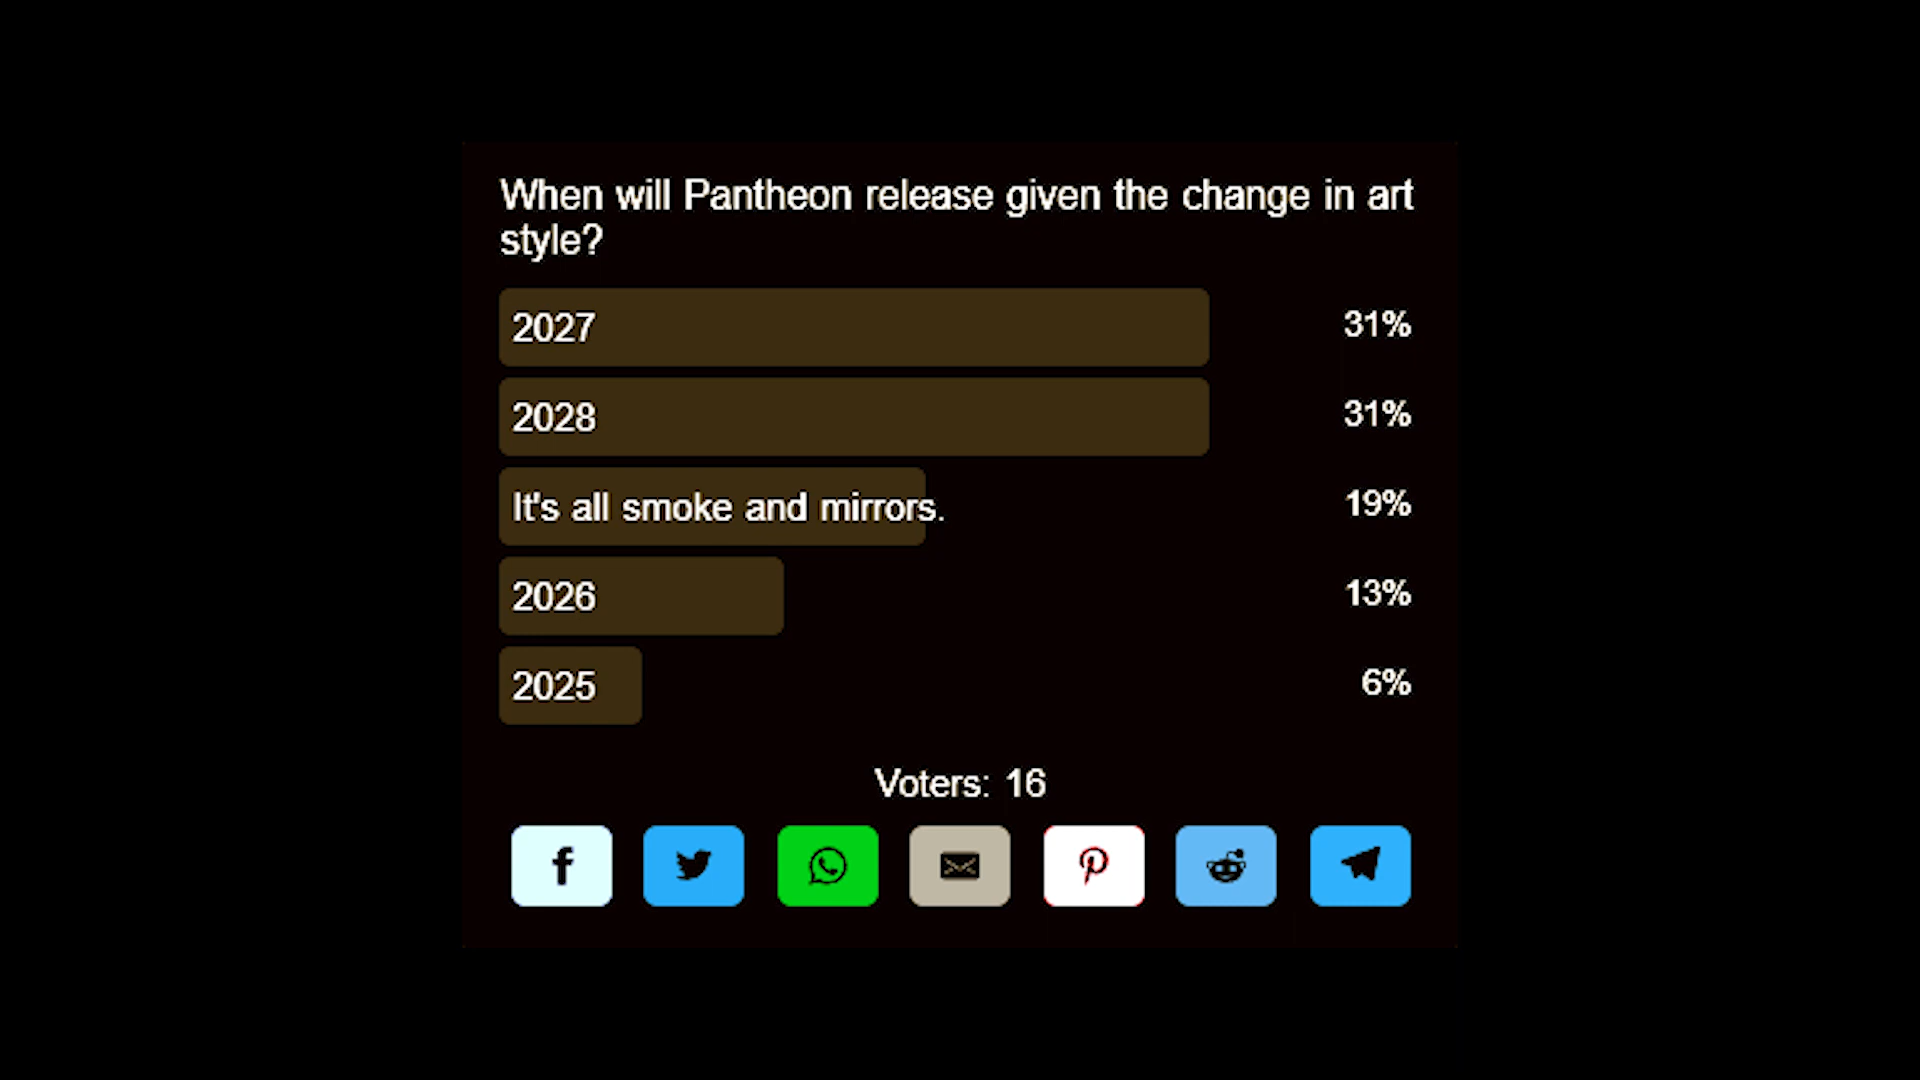 When will Pantheon release given the change in art
style?
2027 31%
2028 31%
It's all smoke and mirrors. 19%
2026 13%
2025 6%
Voters: 16